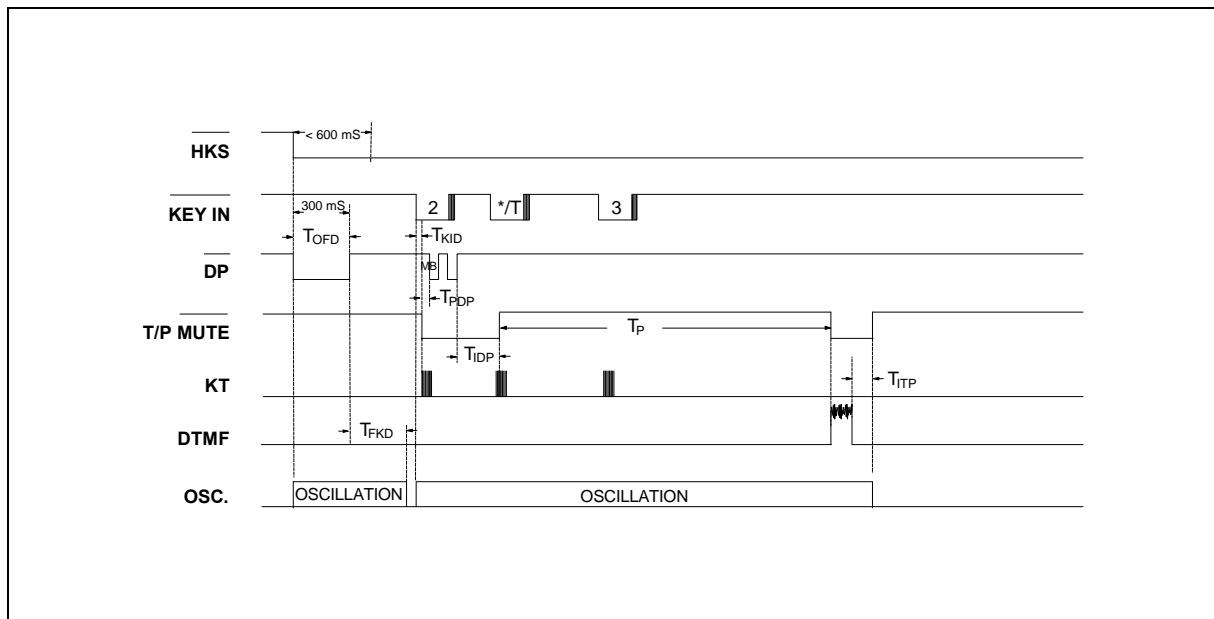 < 600 mS
HKS
KEY IN
2
*/T
3
300 mS
TOFD
TKID
DP
MB
TPDP
T/P MUTE
TP
TIDP
KT
TITP
DTMF
TFKD
OSC.
OSCILLATION
OSCILLATION